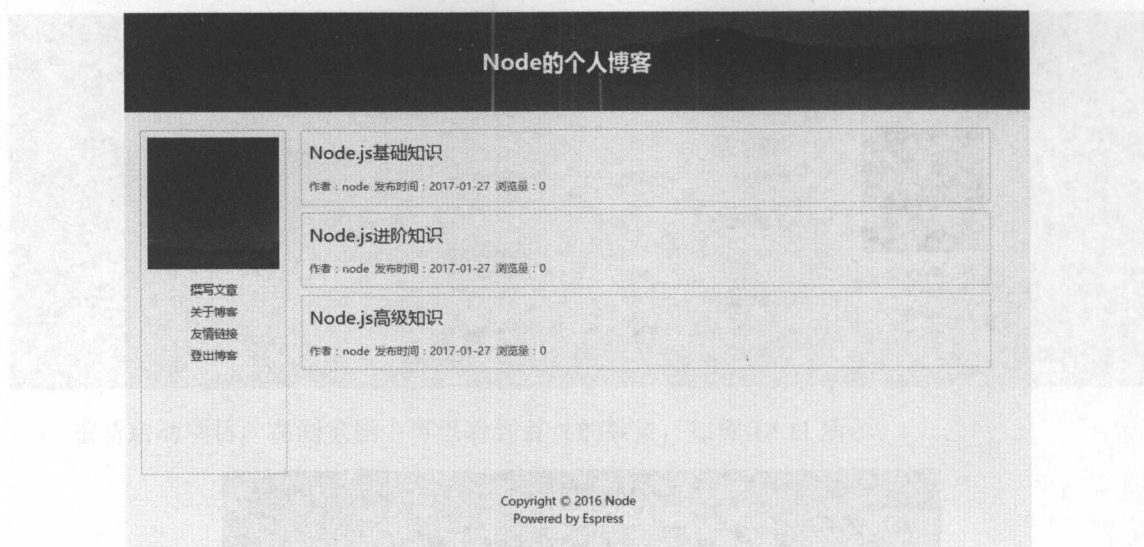 Node的个人博客
撰写文章
关于博客
友情链接
登出博客
Node.js基础知识
作者：node 发布时间：2017-01-27 浏览量：0
Node.js进阶知识
作者：node 发布时间：2017-01-27 浏览量：0
Node.js高级知识
作者：node 发布时间：2017-01-27 浏览量：0
Copyright © 2016 Node
Powered by Espress